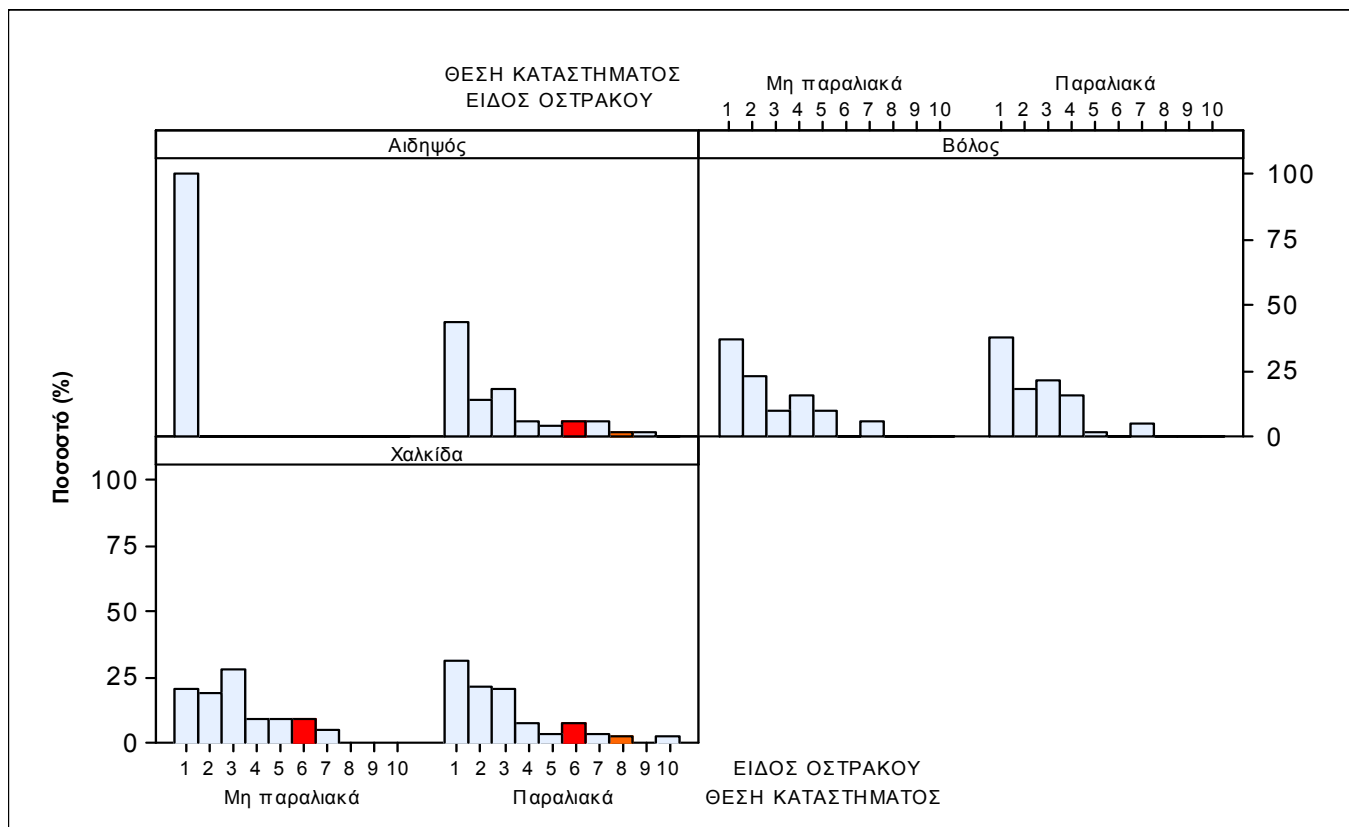 ΘΕΣΗ ΚΑΤΑΣΤΗΜΑΤΟΣ
ΕΙΔΟΣ ΟΣΤΡΑΚΟΥ
Μη παραλιακά Παραλιακά
1 2 3 4 5 6 7 8 9 10 1 2 3 4 5 6 7 8 9 10
Αιδηψός Βόλος
100
75
50
25
0
Ποσοστό (%)
Χαλκίδα
100
75
50
25
0
1 2 3 4 5 6 7 8 9 10 1 2 3 4 5 6 7 8 9 10 ΕΙΔΟΣ ΟΣΤΡΑΚΟΥ
Μη παραλιακά Παραλιακά ΘΕΣΗ ΚΑΤΑΣΤΗΜΑΤΟΣ